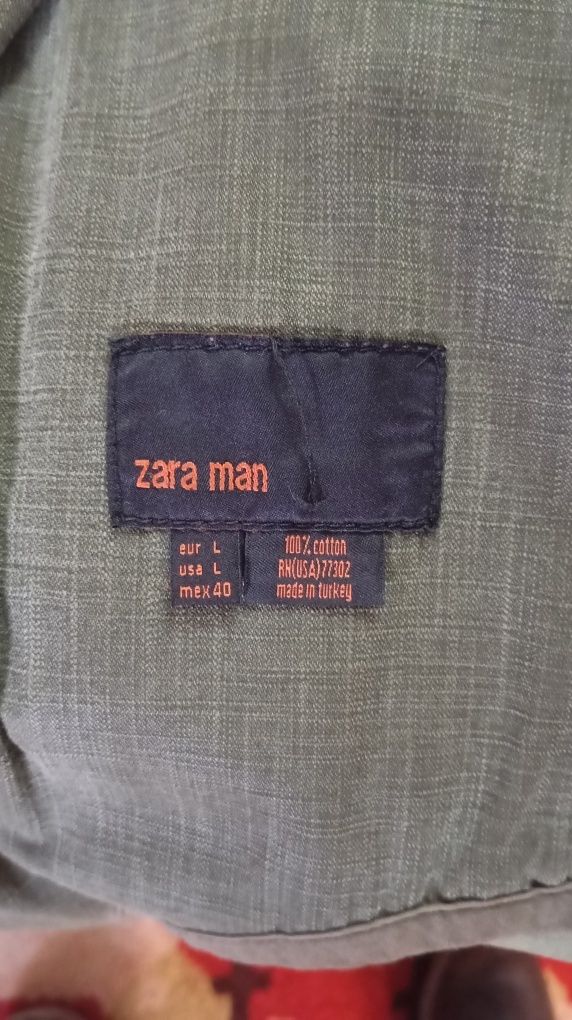 zara man
eur L
usa L
mex 40
100% cotton
RN(USA)77302
made in turkey